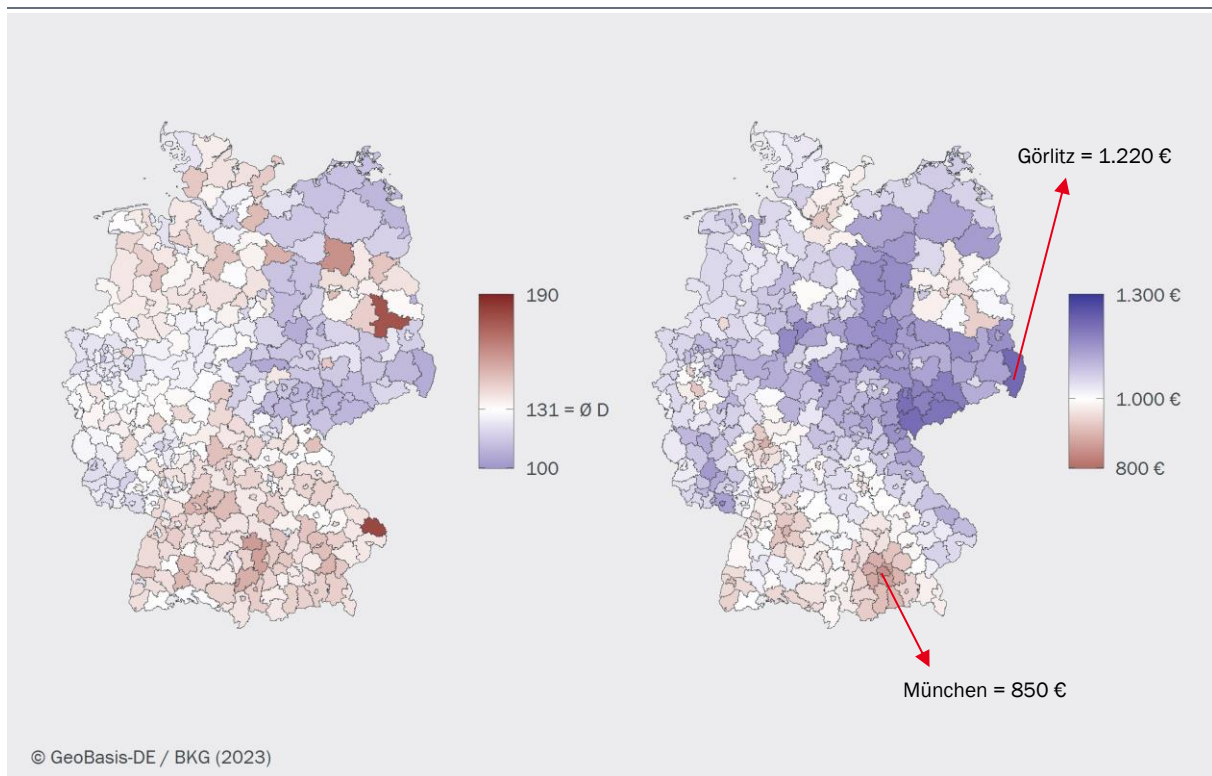 Görlitz = 1.220 €
190
131 = Ø D
100
1.300 €
1.000 €
800 €
München = 850 €
© GeoBasis-DE / BKG (2023)